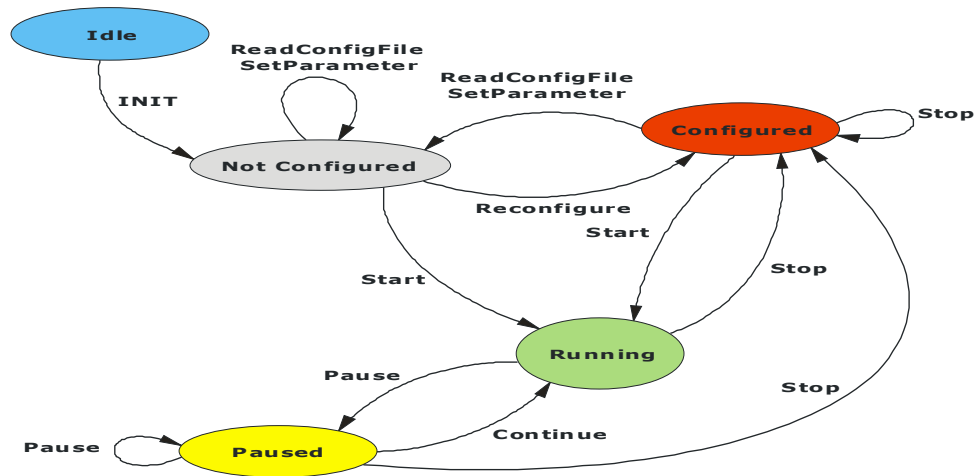 Idle
ReadConfigFile
SetParameter
ReadConfigFile
SetParameter
INIT
Stop
Configured
Not Configured
Reconfigure
Start
Stop
Start
Running
Pause
Stop
Continue
Pause
Paused